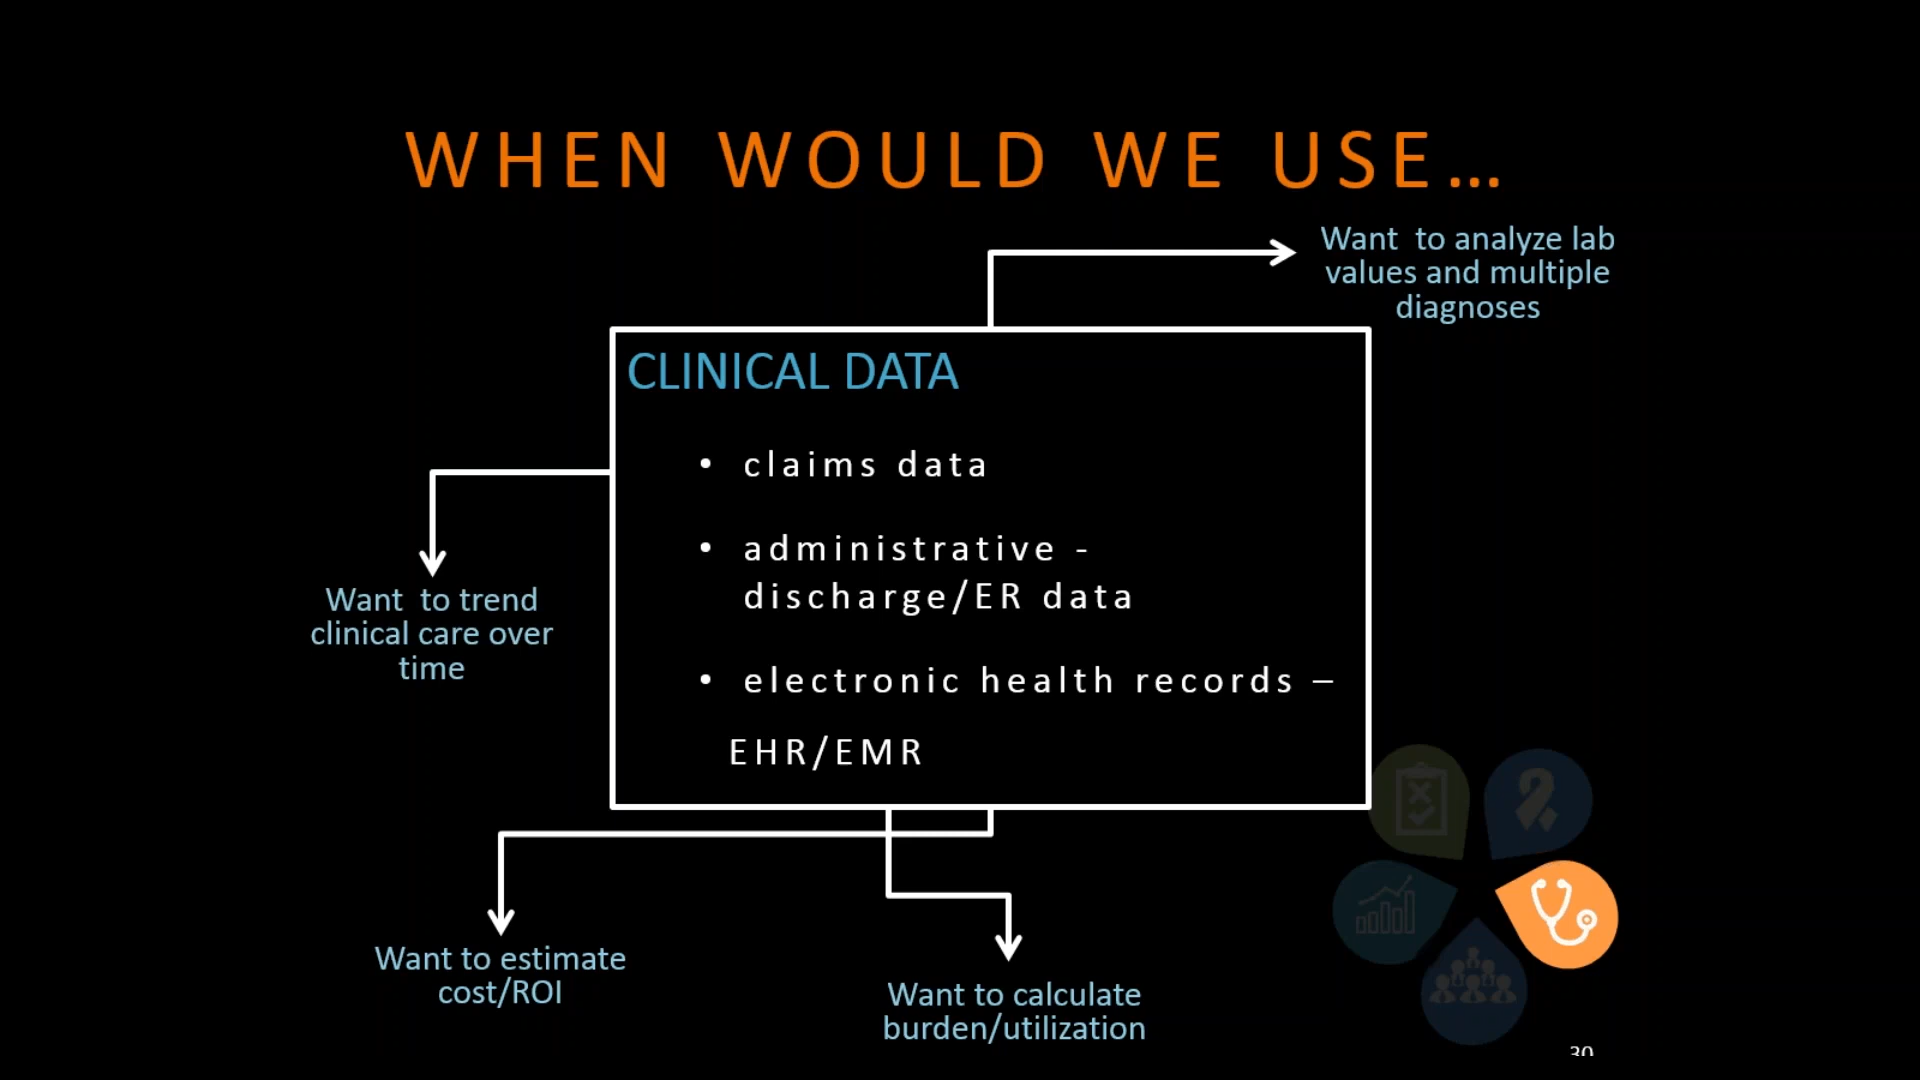 WHEN WOULD WE USE...
Want to analyze lab
values and multiple
diagnoses
CLINICAL DATA
• claims data
• administrative -
discharge/ER data
• electronic health records –
EHR/EMR
Want to trend
clinical care over
time
Want to estimate
cost/ROI
Want to calculate
burden/utilization
30